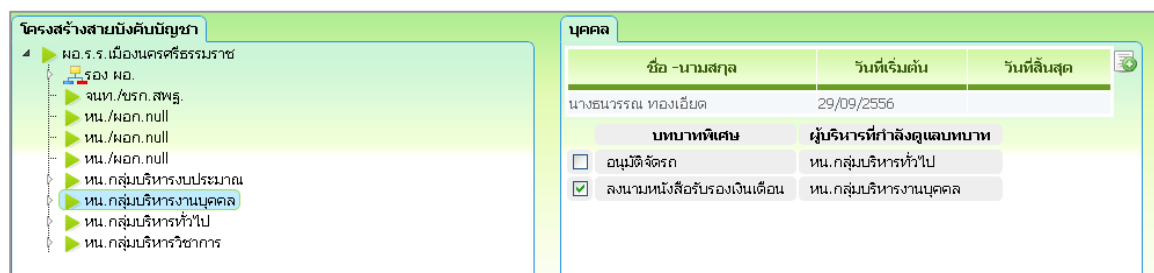 โครงสร้างสายบังคับบัญชา
ผอ.ร.ร.เมืองนครศรีธรรมราช
รอง ผอ.
จนท./ขรก.สพฐ.
หน./ผอก.null
หน./ผอก.null
หน./ผอก.null
หน.กลุ่มบริหารงบประมาณ
หน.กลุ่มบริหารงานบุคคล
หน.กลุ่มบริหารทั่วไป
หน.กลุ่มบริหารวิชาการ
บุคคล
ชื่อ -นามสกุล วันที่เริ่มต้น วันที่สิ้นสุด
นางธนวรรณ ทองเอียด 29/09/2556
บทบาทพิเศษ ผู้บริหารที่กำลังดูแลบทบาท
อนุมัติจัดรถ หน.กลุ่มบริหารทั่วไป
ลงนามหนังสือรับรองเงินเดือน หน.กลุ่มบริหารงานบุคคล